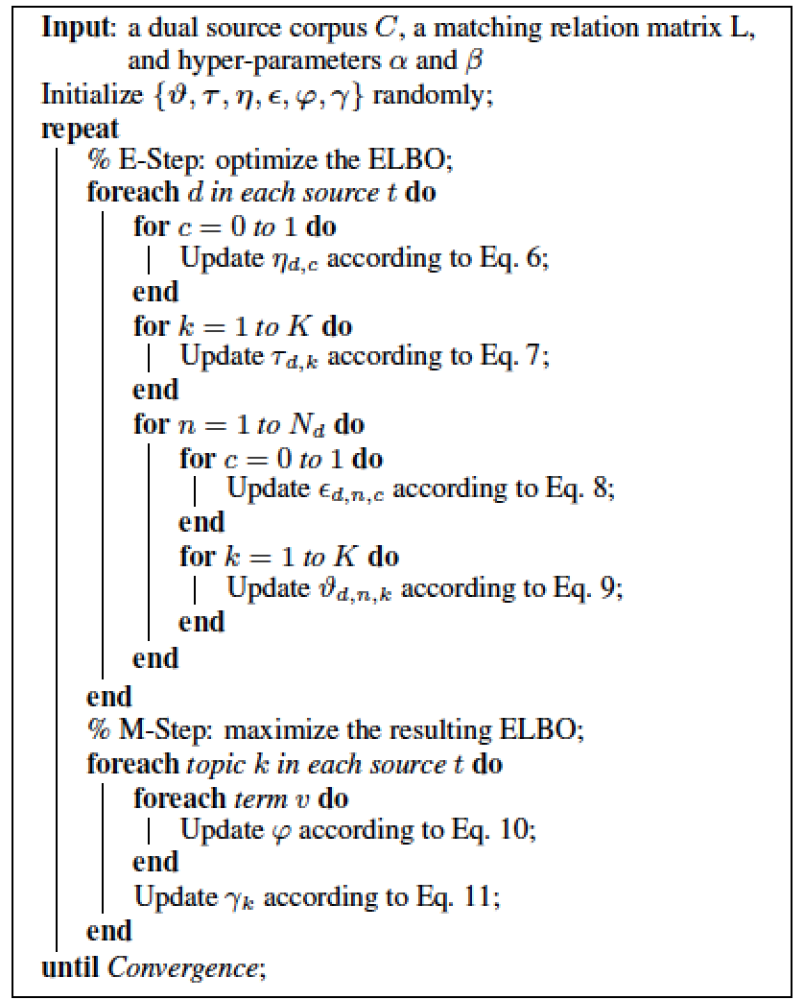 Input: a dual source corpus C, a matching relation matrix L,
and hyper-parameters α and β
Initialize {ϑ, τ, η, ϵ, φ, γ} randomly;
repeat
% E-Step: optimize the ELBO;
foreach d in each source t do
for c = 0 to 1 do
Update η_{d,c} according to Eq. 6;
end
for k = 1 to K do
Update τ_{d,k} according to Eq. 7;
end
for n = 1 to N_d do
for c = 0 to 1 do
Update ϵ_{d,n,c} according to Eq. 8;
end
for k = 1 to K do
Update ϑ_{d,n,k} according to Eq. 9;
end
end
end
% M-Step: maximize the resulting ELBO;
foreach topic k in each source t do
foreach term v do
Update φ according to Eq. 10;
end
Update γ_k according to Eq. 11;
end
until Convergence;